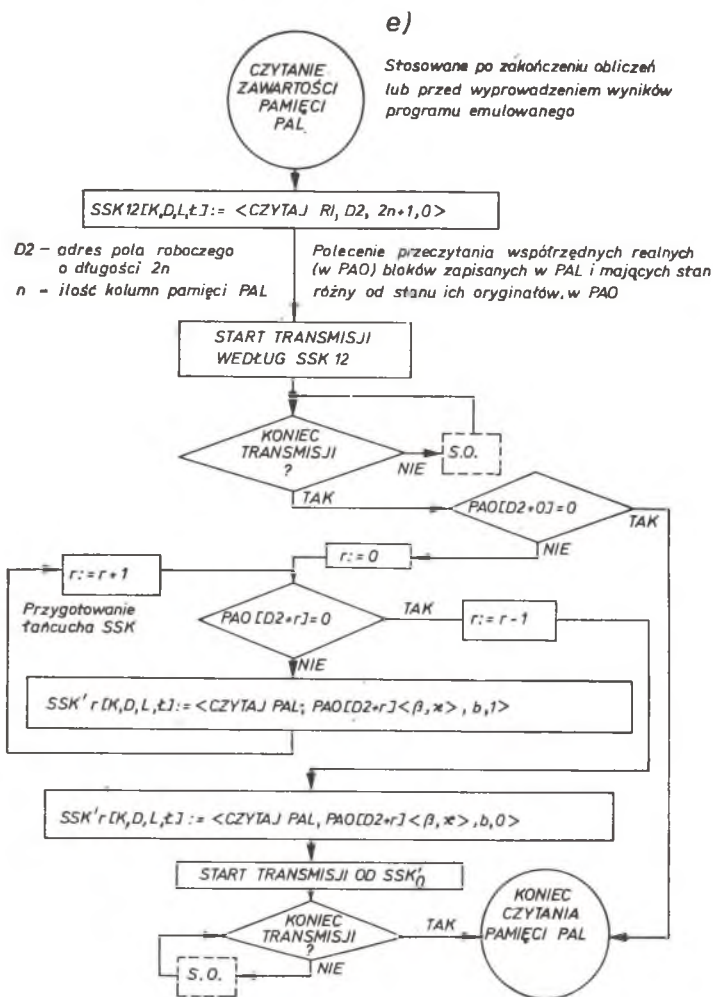 e)
CZYTANIE
ZAWARTOŚCI
PAMIĘCI
PAL
Stosowane po zakończeniu obliczeń
lub przed wyprowadzeniem wyników
programu emulowanego
SSK12[K,D,L,Ł]:= <CZYTAJ RI, D2, 2n+1,0>
D2 – adres pola roboczego
o długości 2n
n – ilość kolumn pamięci PAL
Polecenie przeczytania współrzędnych realnych
(w PAO) bloków zapisanych w PAL i mających stan
różny od stanu ich oryginałów, w PAO
START TRANSMISJI
WEDŁUG SSK 12
KONIEC
TRANSMISJI
?
NIE
S.O.
TAK
PAO[D2+0]=0
TAK
NIE
r:=0
r:=r+1
Przygotowanie
łańcucha SSK
PAO[D2+r]=0
TAK
r:=r-1
NIE
SSK'r[K,D,L,Ł]:= <CZYTAJ PAL; PAO[D2+r]<β,ϰ>, b,1>
SSK'r[K,D,L,Ł]:= <CZYTAJ PAL, PAO[D2+r]<β,ϰ>,b,0>
START TRANSMISJI OD SSK'0
KONIEC
TRANSMISJI
?
TAK
NIE
S.O.
KONIEC
CZYTANIA
PAMIĘCI PAL